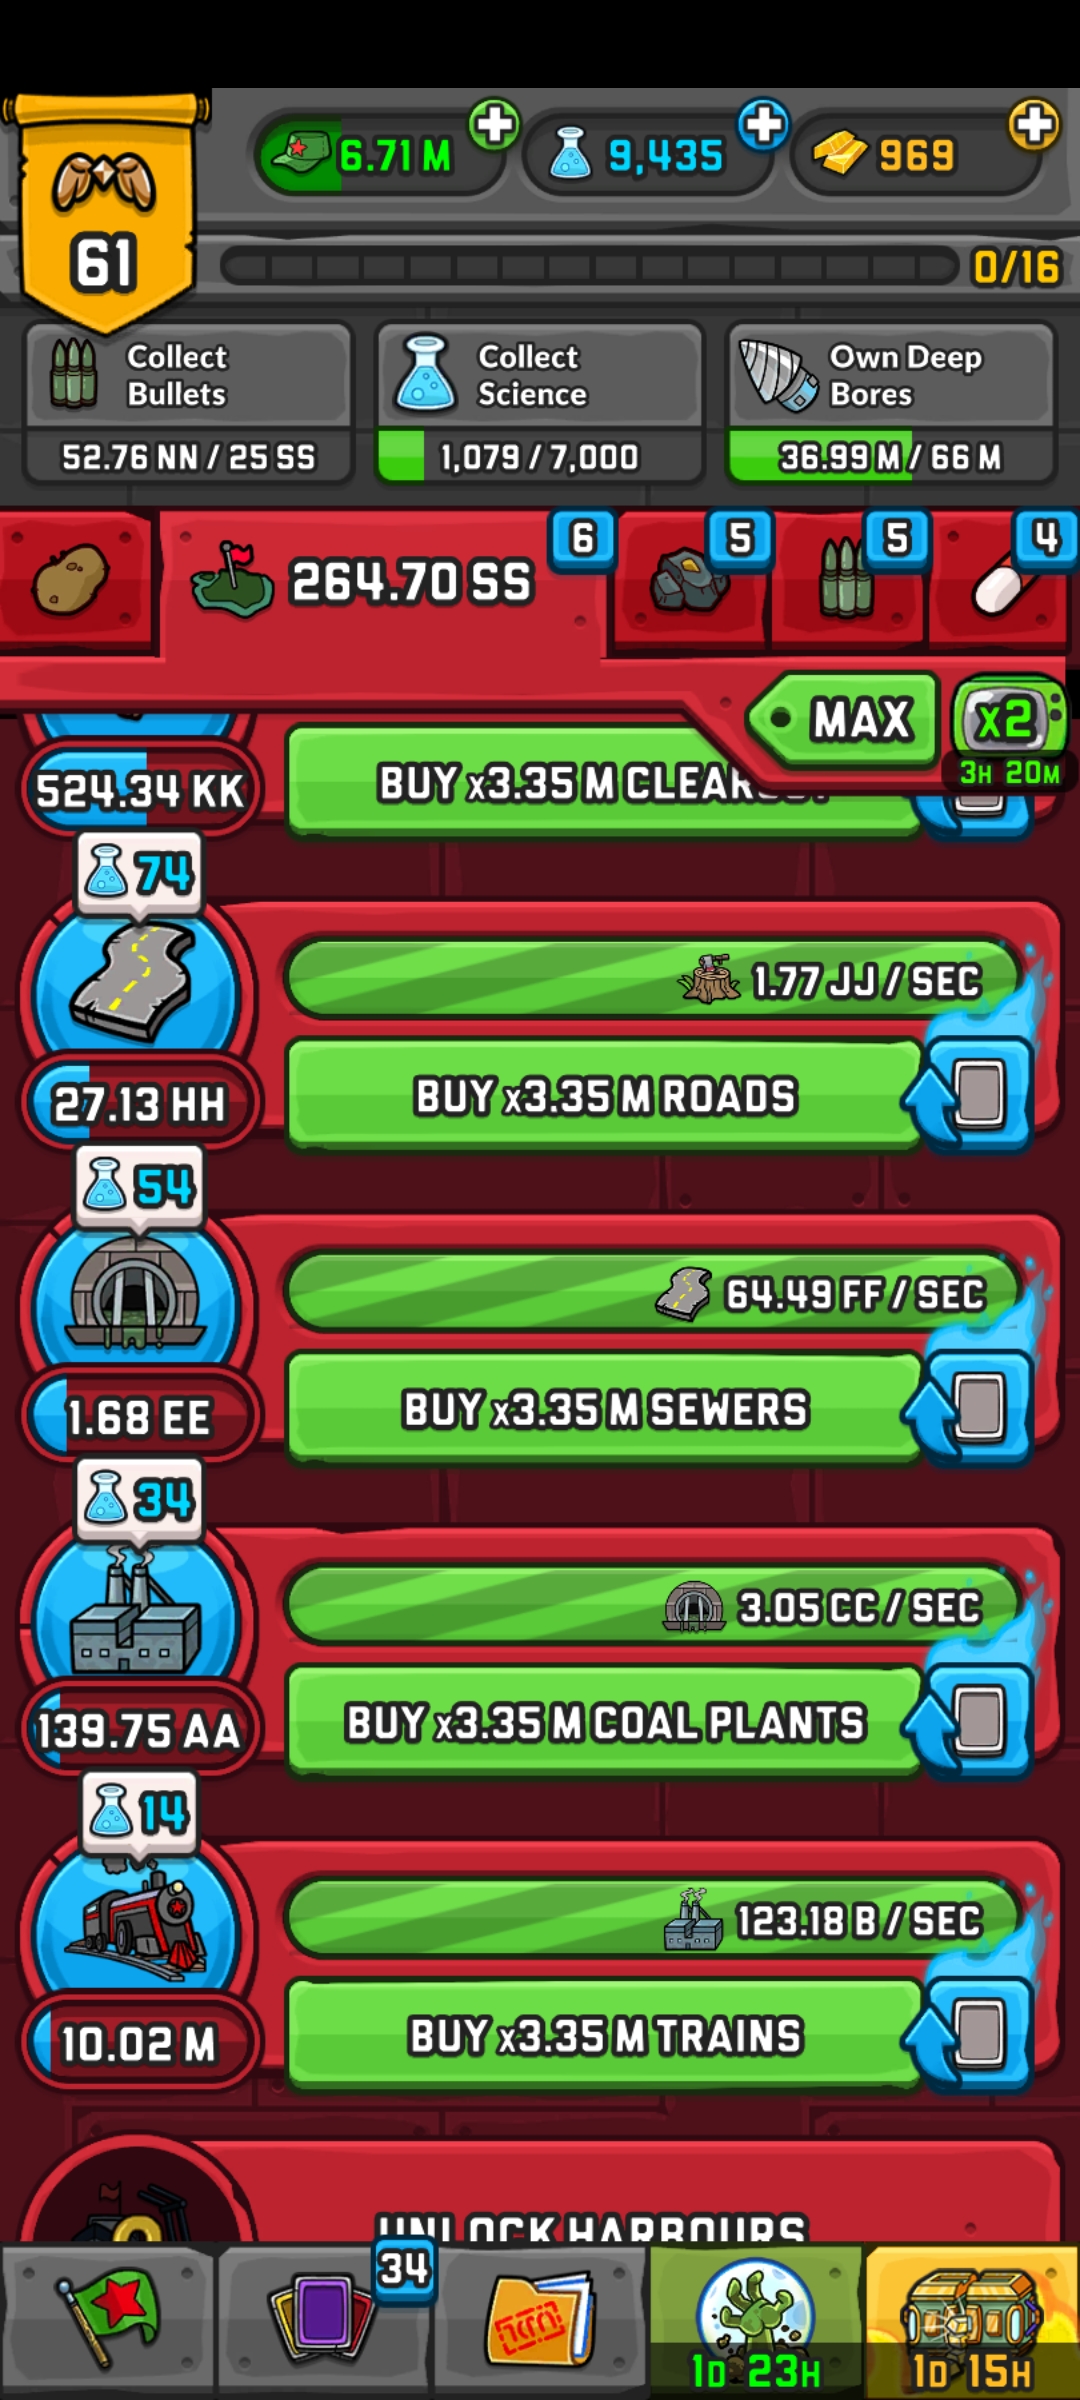 6.71 M
9,435
969
61
0/16
Collect
Bullets
52.76 NN / 25 SS
Collect
Science
1,079 / 7,000
Own Deep
Bores
36.99 M / 66 M
264.70 SS
6
5
5
4
MAX
x2
3H 20M
524.34 KK
BUY x3.35 M
74
1.77 JJ / SEC
27.13 HH
BUY x3.35 M ROADS
54
64.49 FF / SEC
1.68 EE
BUY x3.35 M SEWERS
34
3.05 CC / SEC
139.75 AA
BUY x3.35 M COAL PLANTS
14
123.18 B / SEC
10.02 M
BUY x3.35 M TRAINS
UNLOCK HARBOURS
34
1D 23H
1D 15H